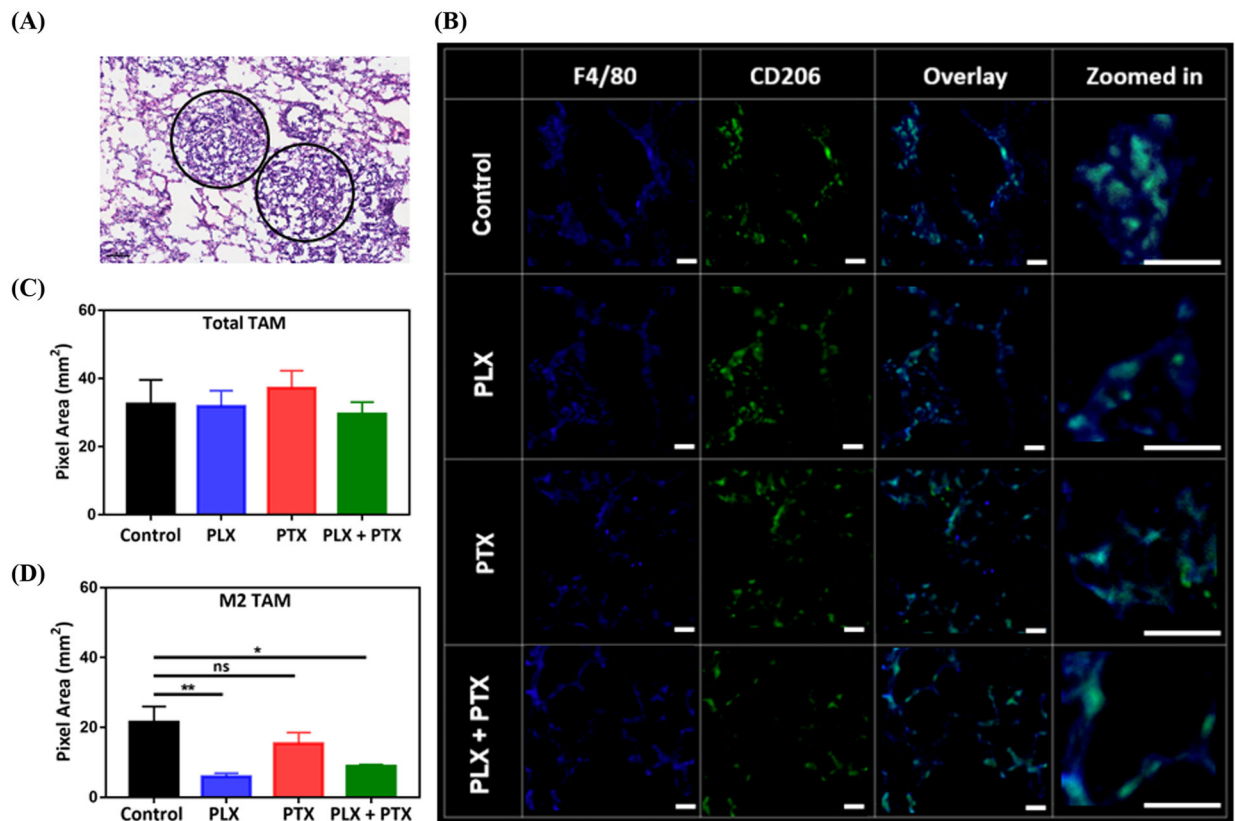 (A)
(B)
F4/80 CD206 Overlay Zoomed in
Control
PLX
PTX
PLX + PTX
(C)
Total TAM
Pixel Area (mm²)
60
40
20
0
Control PLX PTX PLX + PTX
(D)
M2 TAM
Pixel Area (mm²)
60
40
20
0
*
ns
**
Control PLX PTX PLX + PTX